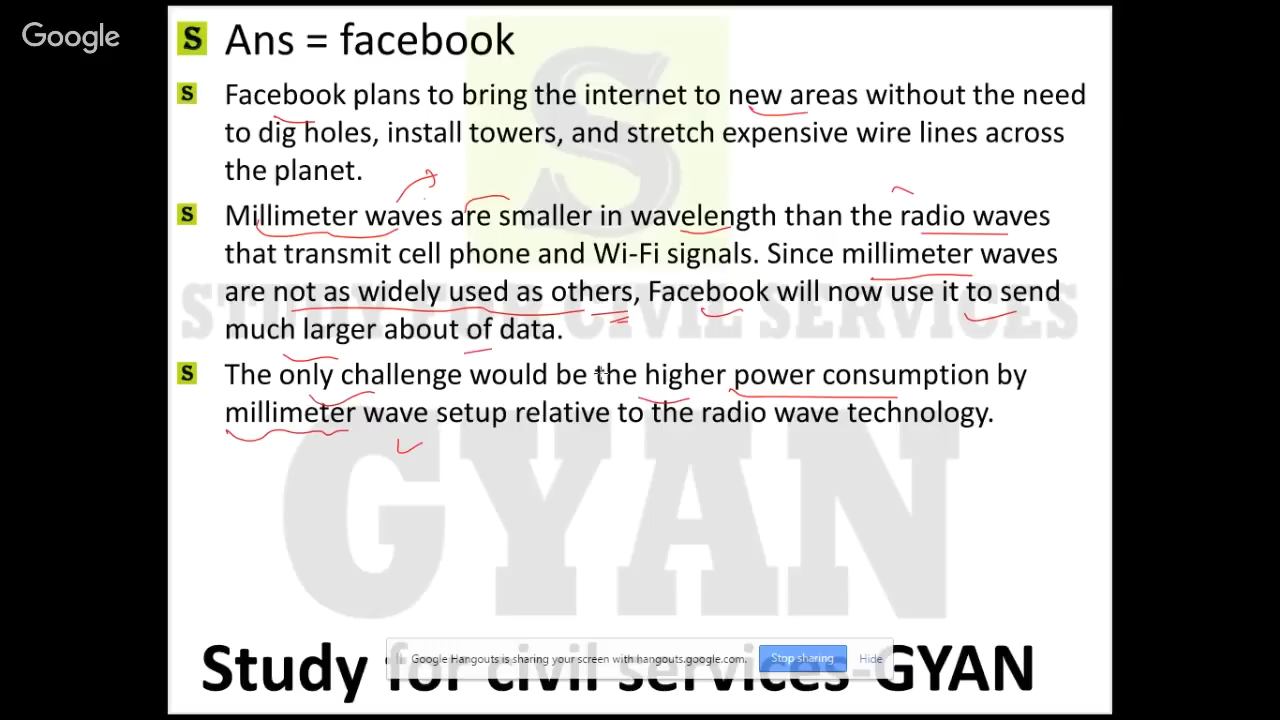 Google
S Ans = facebook
S Facebook plans to bring the internet to new areas without the need
to dig holes, install towers, and stretch expensive wire lines across
the planet.
S Millimeter waves are smaller in wavelength than the radio waves
that transmit cell phone and Wi-Fi signals. Since millimeter waves
are not as widely used as others, Facebook will now use it to send
much larger about of data.
S The only challenge would be the higher power consumption by
millimeter wave setup relative to the radio wave technology.
S
STUDY FOR CIVIL SERVICES
GYAN
Google Hangouts is sharing your screen with hangouts.google.com. Stop sharing Hide
Study for civil services-GYAN